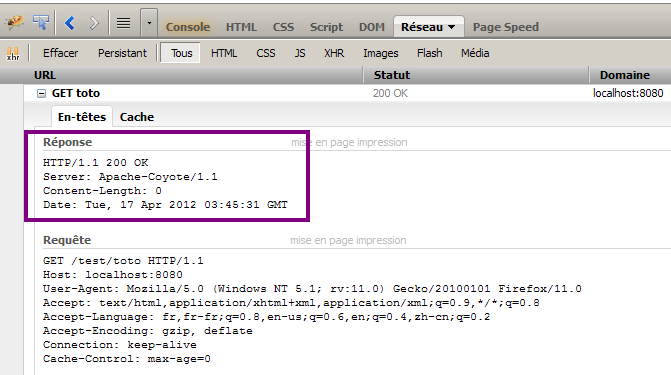 Console HTML CSS Script DOM Réseau Page Speed
xhr Effacer Persistant Tous HTML CSS JS XHR Images Flash Média
URL Statut Domaine
GET toto 200 OK localhost:8080
En-têtes Cache
Réponse mise en page impression
HTTP/1.1 200 OK
Server: Apache-Coyote/1.1
Content-Length: 0
Date: Tue, 17 Apr 2012 03:45:31 GMT
Requête mise en page impression
GET /test/toto HTTP/1.1
Host: localhost:8080
User-Agent: Mozilla/5.0 (Windows NT 5.1; rv:11.0) Gecko/20100101 Firefox/11.0
Accept: text/html,application/xhtml+xml,application/xml;q=0.9,*/*;q=0.8
Accept-Language: fr,fr-fr;q=0.8,en-us;q=0.6,en;q=0.4,zh-cn;q=0.2
Accept-Encoding: gzip, deflate
Connection: keep-alive
Cache-Control: max-age=0